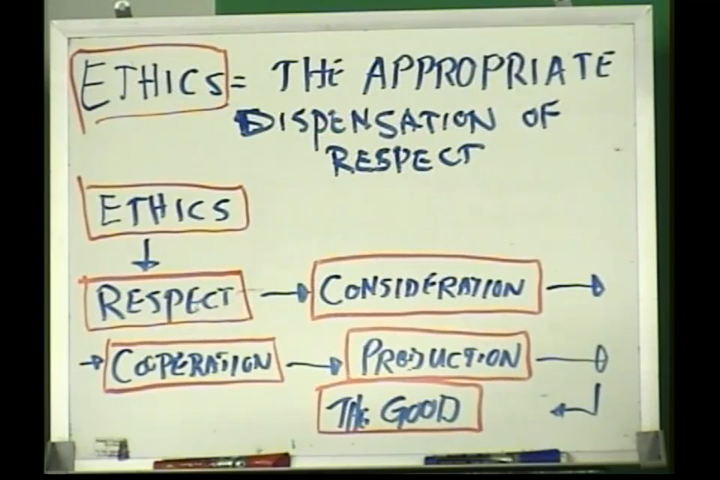 ETHICS = THE APPROPRIATE
DISPENSATION OF
RESPECT
ETHICS
RESPECT → CONSIDERATION →
→ COOPERATION → PRODUCTION →
THE GOOD